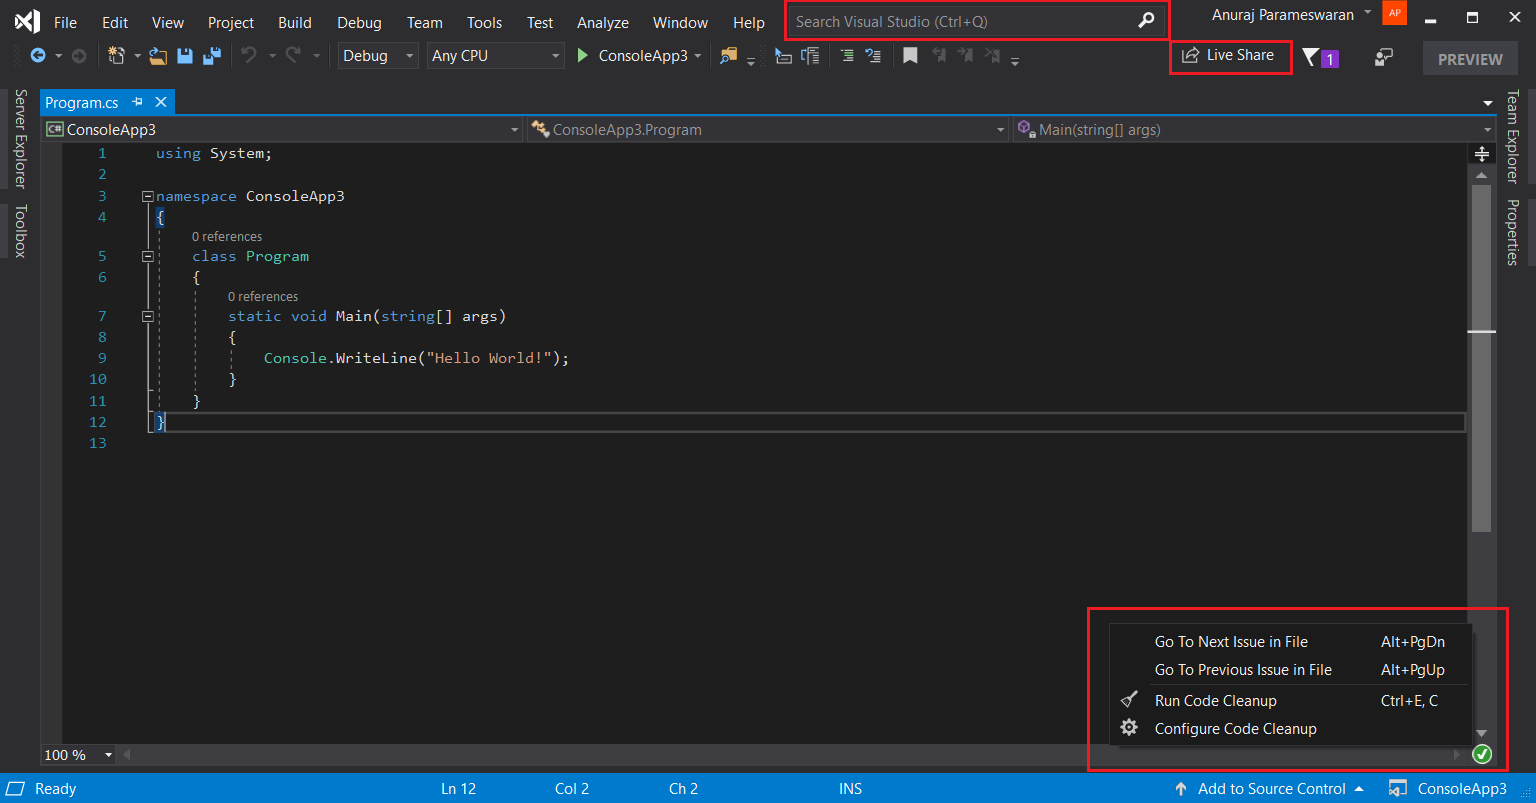 File Edit View Project Build Debug Team Tools Test Analyze Window Help Search Visual Studio (Ctrl+Q) Anuraj Parameswaran AP
Debug Any CPU ConsoleApp3 Live Share 1 PREVIEW
Server Explorer
Toolbox
Program.cs
C# ConsoleApp3 ConsoleApp3.Program Main(string[] args)
1 using System;
2
3 namespace ConsoleApp3
4 {
0 references
5 class Program
6 {
0 references
7 static void Main(string[] args)
8 {
9 Console.WriteLine("Hello World!");
10 }
11 }
12 }
13
Team Explorer
Properties
Go To Next Issue in File Alt+PgDn
Go To Previous Issue in File Alt+PgUp
Run Code Cleanup Ctrl+E, C
Configure Code Cleanup
100 %
Ready Ln 12 Col 2 Ch 2 INS Add to Source Control ConsoleApp3